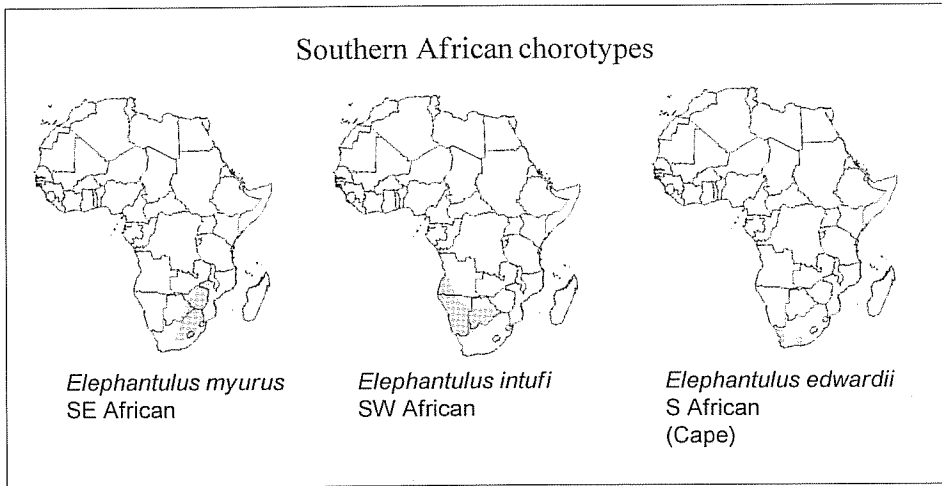 Southern African chorotypes
Elephantulus myurus
SE African
Elephantulus intufi
SW African
Elephantulus edwardii
S African
(Cape)